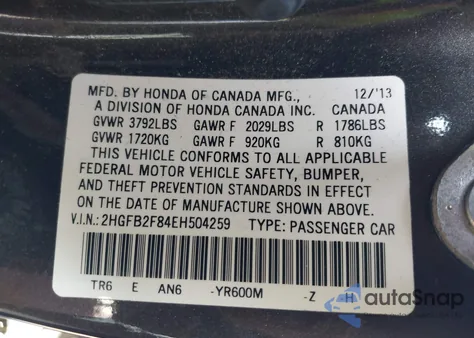 MFD. BY HONDA OF CANADA MFG., 12/'13
A DIVISION OF HONDA CANADA INC. CANADA
GVWR 3792LBS GAWR F 2029LBS R 1786LBS
GVWR 1720KG GAWR F 920KG R 810KG
THIS VEHICLE CONFORMS TO ALL APPLICABLE
FEDERAL MOTOR VEHICLE SAFETY, BUMPER,
AND THEFT PREVENTION STANDARDS IN EFFECT
ON THE DATE OF MANUFACTURE SHOWN ABOVE.
V.I.N.: 2HGFB2F84EH504259 TYPE: PASSENGER CAR
TR6 E AN6 -YR600M -Z -H
autoSnap